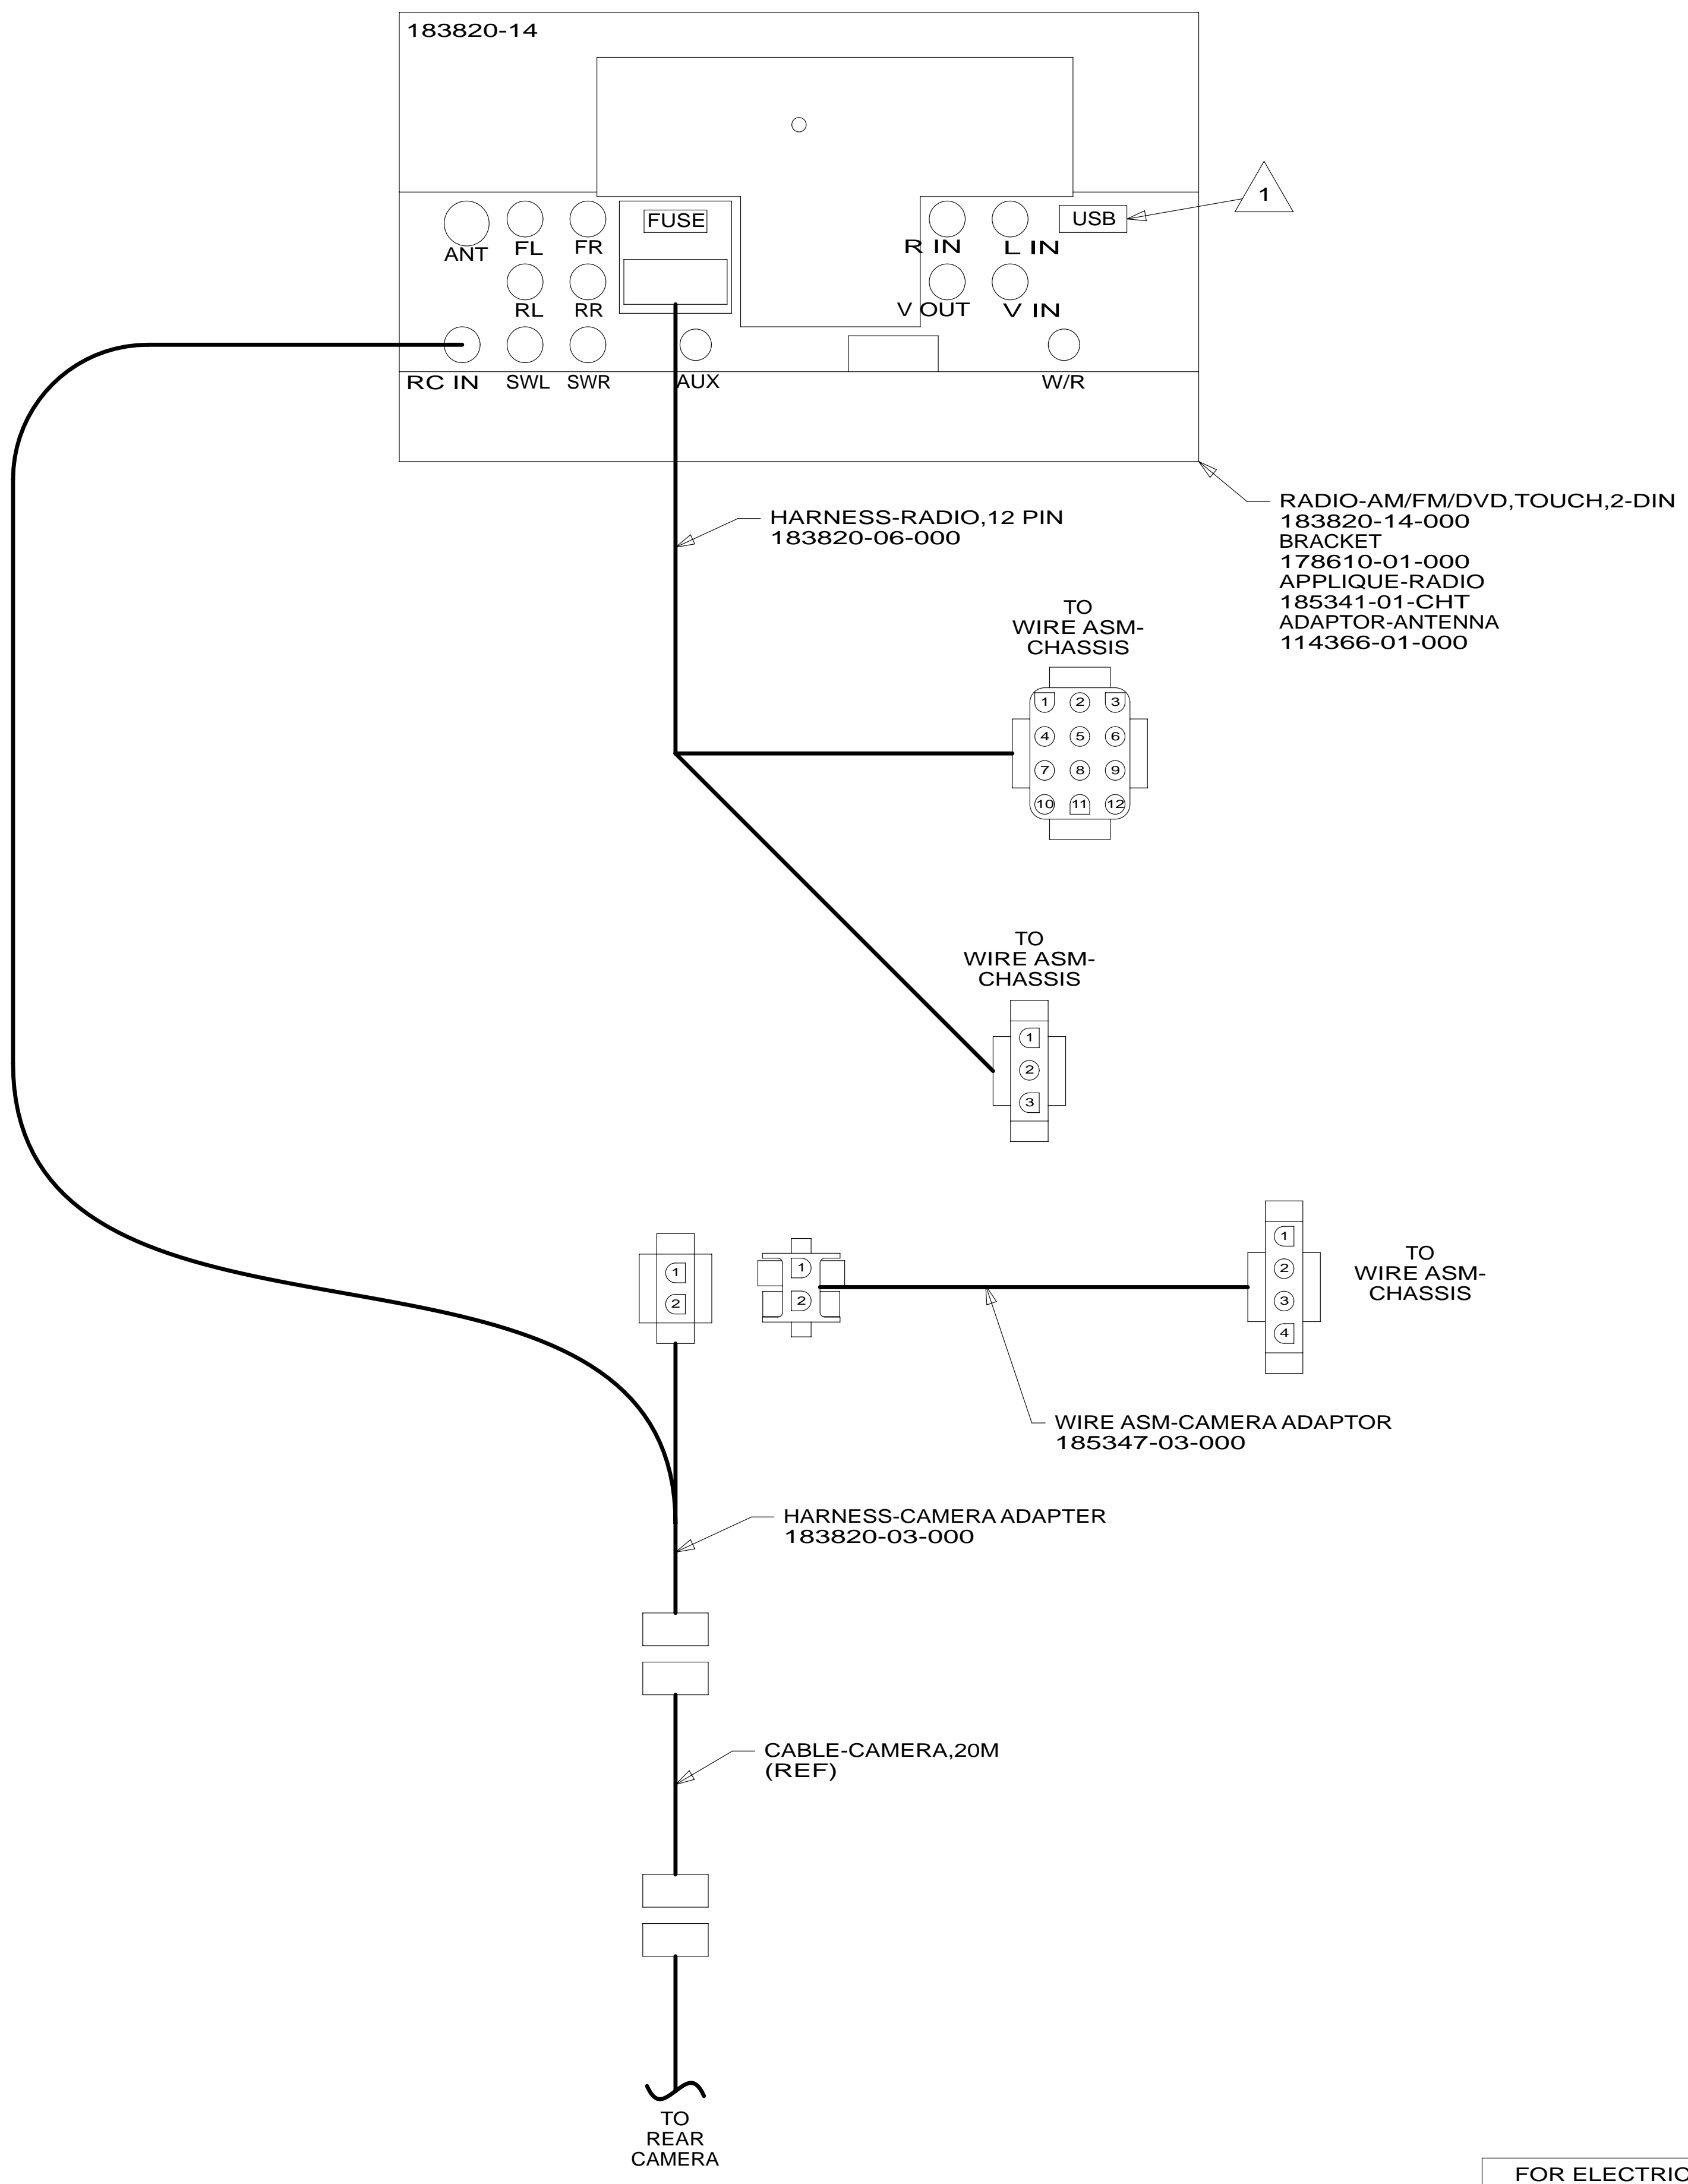 183820-14
1
FUSE
USB
ANT
FL
FR
R IN
L IN
RL
RR
V OUT
V IN
RC IN
SWL
SWR
AUX
W/R
RADIO-AM/FM/DVD,TOUCH,2-DIN
183820-14-000
BRACKET
178610-01-000
APPLIQUE-RADIO
185341-01-CHT
ADAPTOR-ANTENNA
114366-01-000
HARNESS-RADIO,12 PIN
183820-06-000
TO
WIRE ASM-
CHASSIS
1 2 3
4 5 6
7 8 9
10 11 12
TO
WIRE ASM-
CHASSIS
1
2
3
1
2
1
2
1
2
3
4
TO
WIRE ASM-
CHASSIS
WIRE ASM-CAMERA ADAPTOR
185347-03-000
HARNESS-CAMERA ADAPTER
183820-03-000
CABLE-CAMERA,20M
(REF)
TO
REAR
CAMERA
FOR ELECTRIC